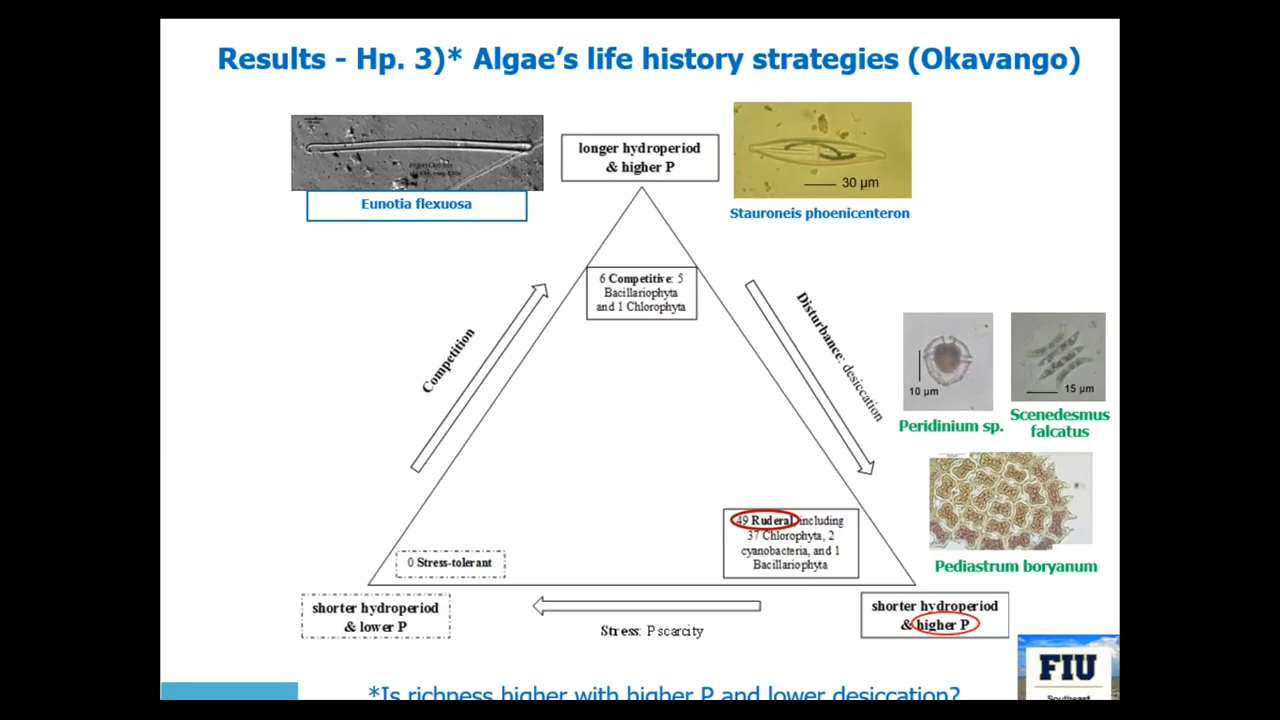 Results - Hp. 3)* Algae's life history strategies (Okavango)
longer hydroperiod
& higher P
30 µm
Eunotia flexuosa
Stauroneis phoenicenteron
6 Competitive: 5
Bacillariophyta
and 1 Chlorophyta
Competition
Disturbance: desiccation
10 µm
15 µm
Peridinium sp.
Scenedesmus
falcatus
49 Ruderal, including
37 Chlorophyta, 2
cyanobacteria, and 1
Bacillariophyta
0 Stress-tolerant
Pediastrum boryanum
shorter hydroperiod
& lower P
Stress: P scarcity
shorter hydroperiod
& higher P
FIU
Southeast
*Is richness higher with higher P and lower desiccation?